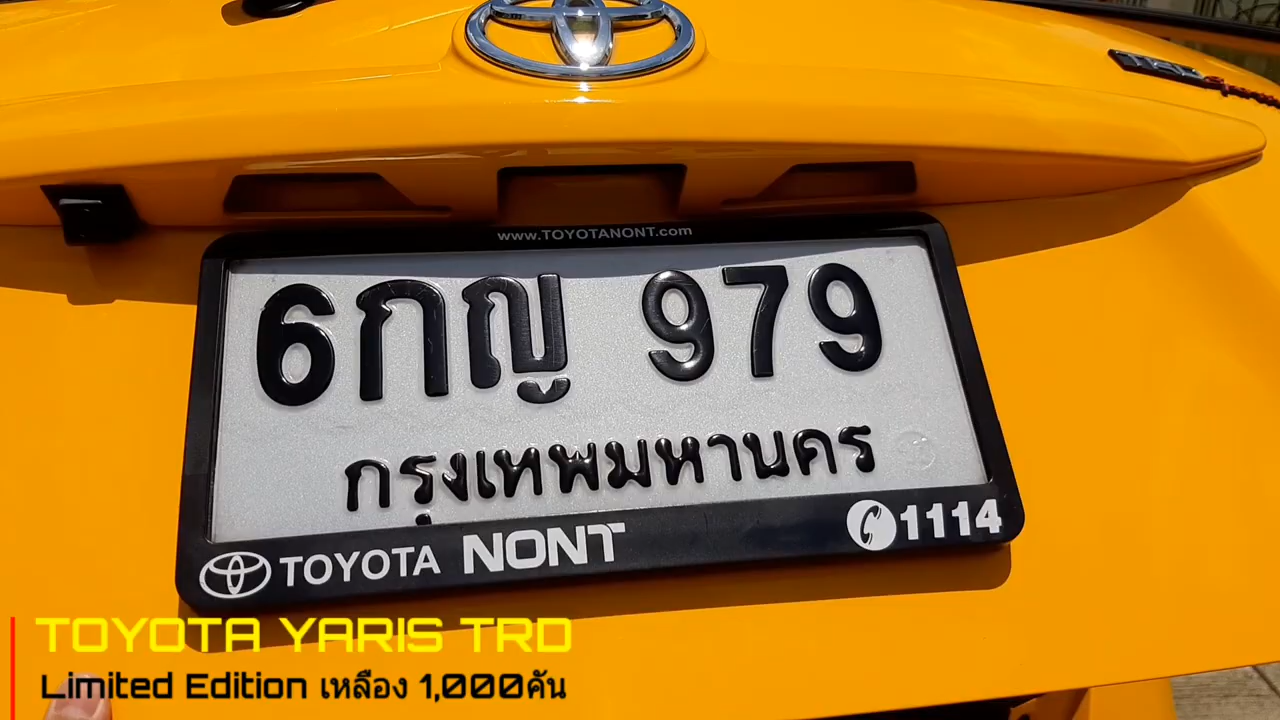 www.TOYOTANONT.com
6กญ 979
กรุงเทพมหานคร
TOYOTA NONT 1114
TOYOTA YARIS TRD
Limited Edition เหลือง 1,000คัน